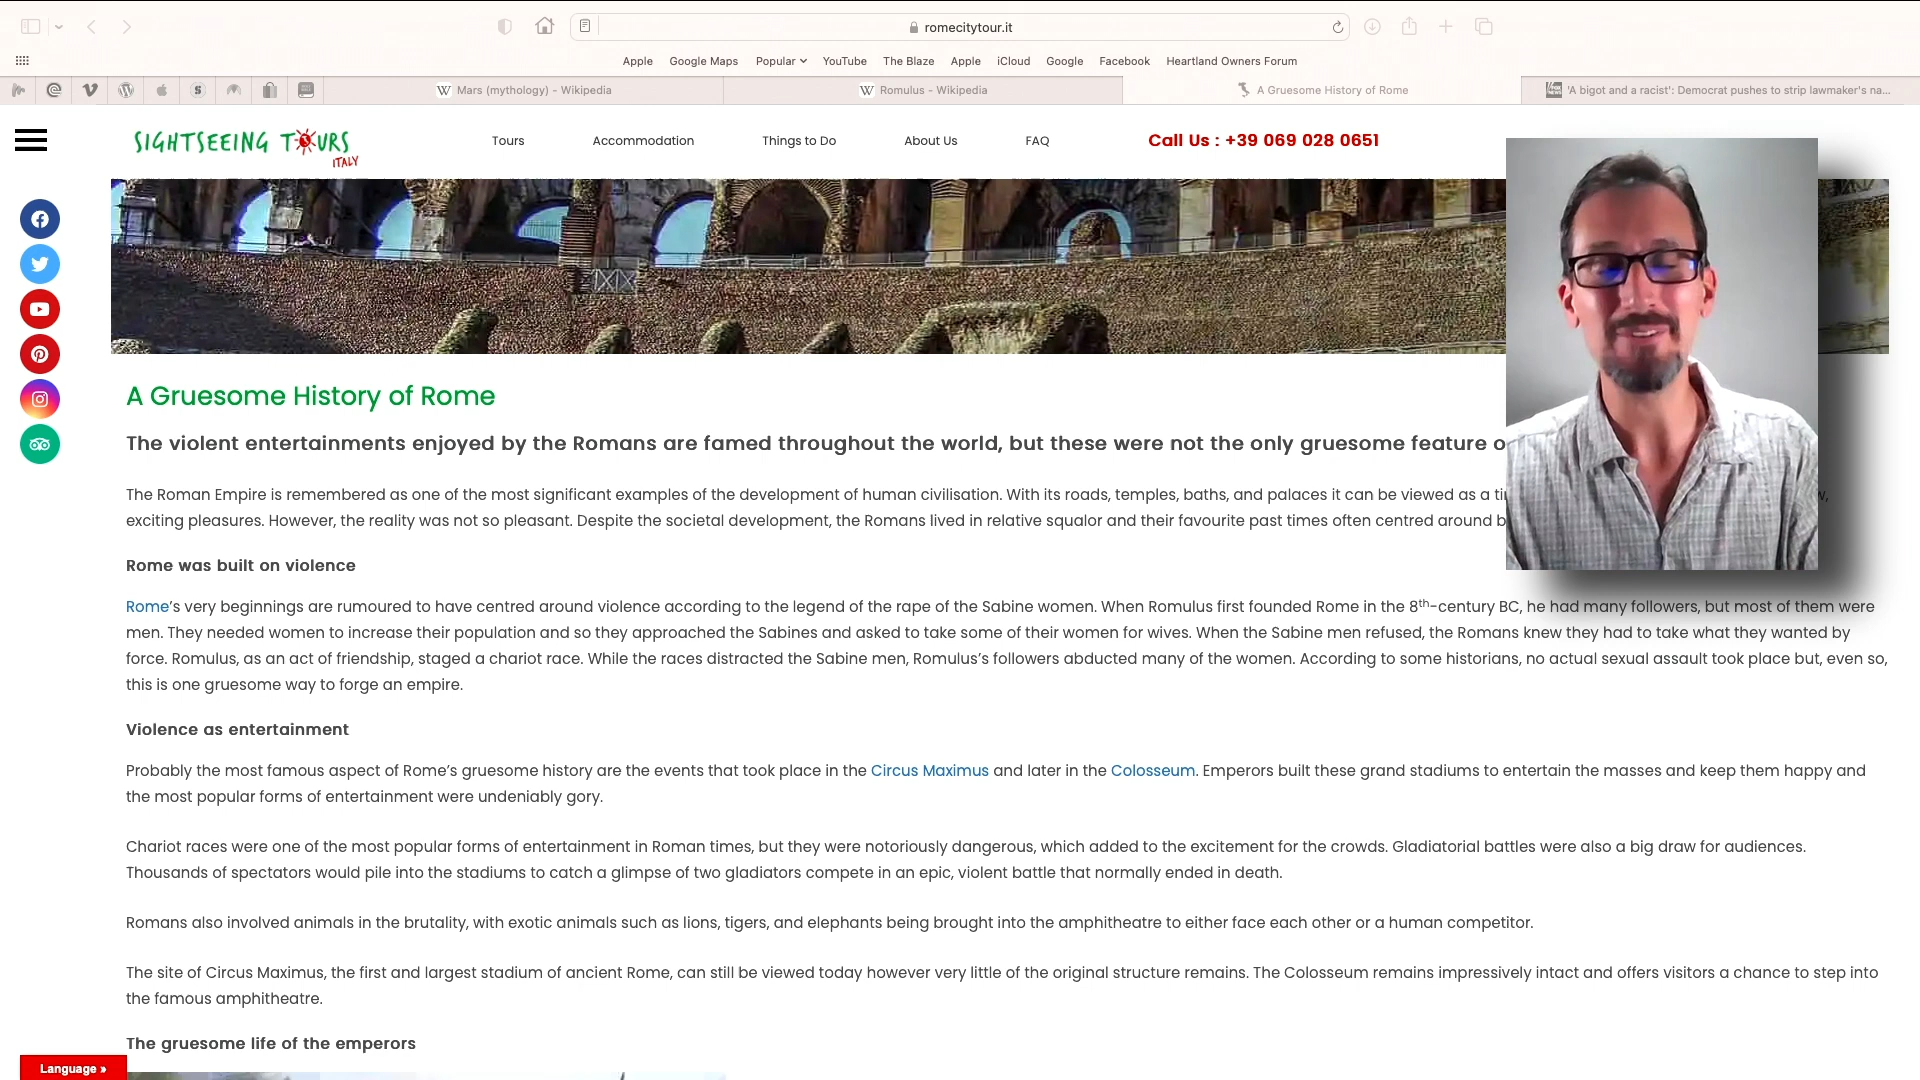 romecitytour.it
Apple Google Maps Popular YouTube The Blaze Apple iCloud Google Facebook Heartland Owners Forum
Mars (mythology) – Wikipedia
Romulus – Wikipedia
A Gruesome History of Rome
'A bigot and a racist': Democrat pushes to strip lawmaker's na...
SIGHTSEEING TOURS
ITALY
Tours Accommodation Things to Do About Us FAQ Call Us : +39 069 028 0651
A Gruesome History of Rome
The violent entertainments enjoyed by the Romans are famed throughout the world, but these were not the only gruesome feature
The Roman Empire is remembered as one of the most significant examples of the development of human civilisation. With its roads, temples, baths, and palaces it can be viewed as a
exciting pleasures. However, the reality was not so pleasant. Despite the societal development, the Romans lived in relative squalor and their favourite past times often centred around
Rome was built on violence
Rome's very beginnings are rumoured to have centred around violence according to the legend of the rape of the Sabine women. When Romulus first founded Rome in the 8th-century BC, he had many followers, but most of them were
men. They needed women to increase their population and so they approached the Sabines and asked to take some of their women for wives. When the Sabine men refused, the Romans knew they had to take what they wanted by
force. Romulus, as an act of friendship, staged a chariot race. While the races distracted the Sabine men, Romulus's followers abducted many of the women. According to some historians, no actual sexual assault took place but, even so,
this is one gruesome way to forge an empire.
Violence as entertainment
Probably the most famous aspect of Rome's gruesome history are the events that took place in the Circus Maximus and later in the Colosseum. Emperors built these grand stadiums to entertain the masses and keep them happy and
the most popular forms of entertainment were undeniably gory.
Chariot races were one of the most popular forms of entertainment in Roman times, but they were notoriously dangerous, which added to the excitement for the crowds. Gladiatorial battles were also a big draw for audiences.
Thousands of spectators would pile into the stadiums to catch a glimpse of two gladiators compete in an epic, violent battle that normally ended in death.
Romans also involved animals in the brutality, with exotic animals such as lions, tigers, and elephants being brought into the amphitheatre to either face each other or a human competitor.
The site of Circus Maximus, the first and largest stadium of ancient Rome, can still be viewed today however very little of the original structure remains. The Colosseum remains impressively intact and offers visitors a chance to step into
the famous amphitheatre.
The gruesome life of the emperors
Language »